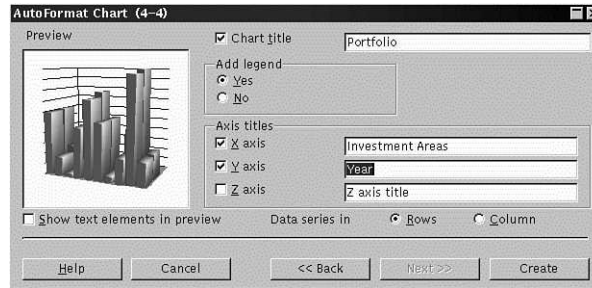 AutoFormat Chart (4-4)
Preview
Chart title
Portfolio
Add legend
Yes
No
Axis titles
X axis
Investment Areas
Y axis
Year
Z axis
Z axis title
Show text elements in preview
Data series in
Rows
Column
Help
Cancel
<< Back
Next >>
Create